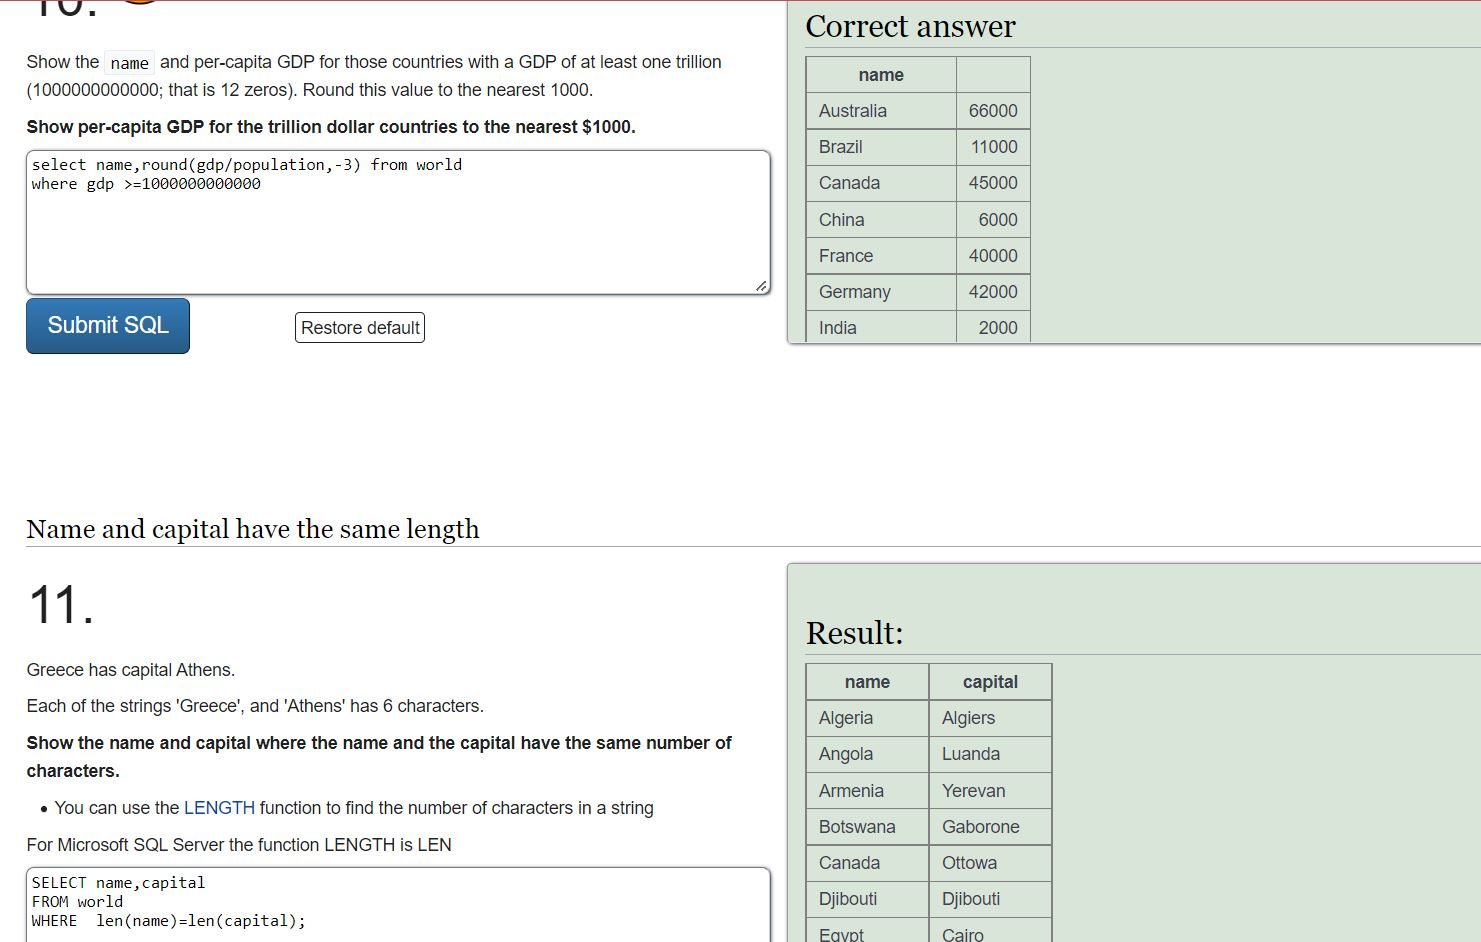 10.
Show the name and per-capita GDP for those countries with a GDP of at least one trillion
(1000000000000; that is 12 zeros). Round this value to the nearest 1000.
Show per-capita GDP for the trillion dollar countries to the nearest $1000.
select name,round(gdp/population,-3) from world
where gdp >=1000000000000
Submit SQL
Restore default
Correct answer
name
Australia 66000
Brazil 11000
Canada 45000
China 6000
France 40000
Germany 42000
India 2000
Name and capital have the same length
11.
Greece has capital Athens.
Each of the strings 'Greece', and 'Athens' has 6 characters.
Show the name and capital where the name and the capital have the same number of
characters.
• You can use the LENGTH function to find the number of characters in a string
For Microsoft SQL Server the function LENGTH is LEN
SELECT name,capital
FROM world
WHERE  len(name)=len(capital);
Result:
name capital
Algeria Algiers
Angola Luanda
Armenia Yerevan
Botswana Gaborone
Canada Ottowa
Djibouti Djibouti
Egypt Cairo